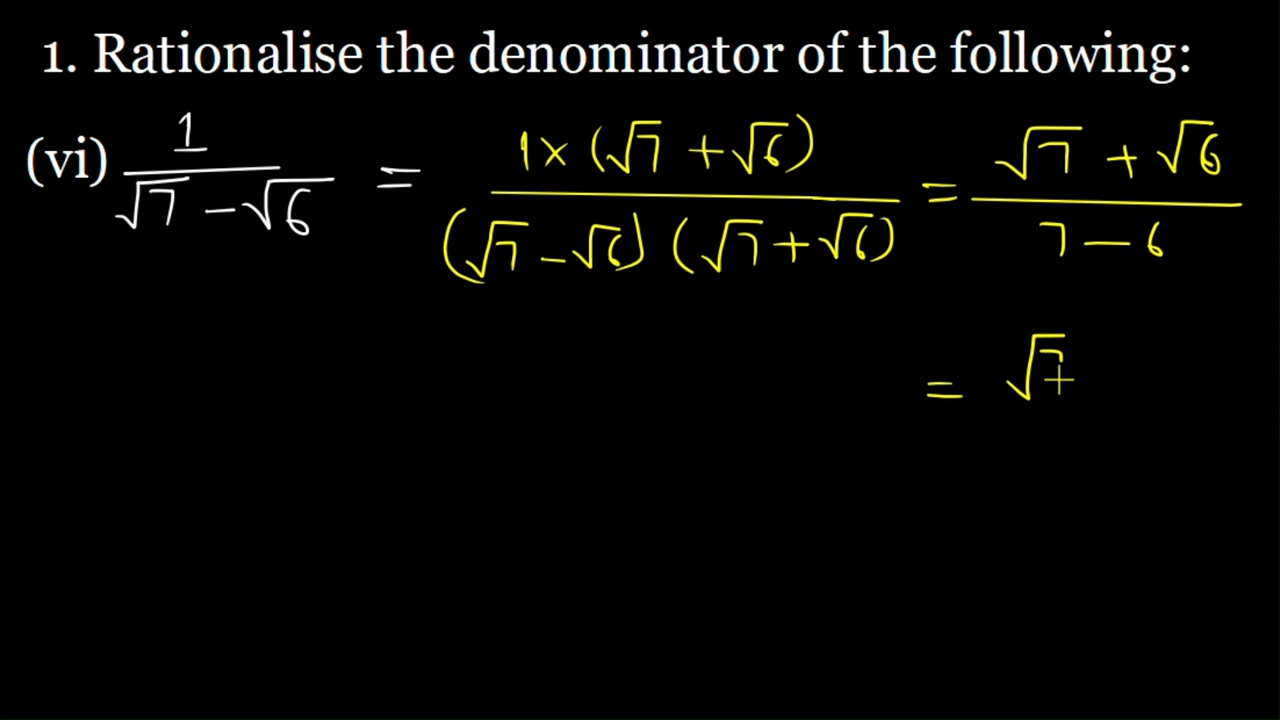 1. Rationalise the denominator of the following:
(vi) 1/(√7 − √6) = 1 × (√7 + √6)/((√7 − √6) (√7 + √6)) = (√7 + √6)/(7 − 6)
= √7 +